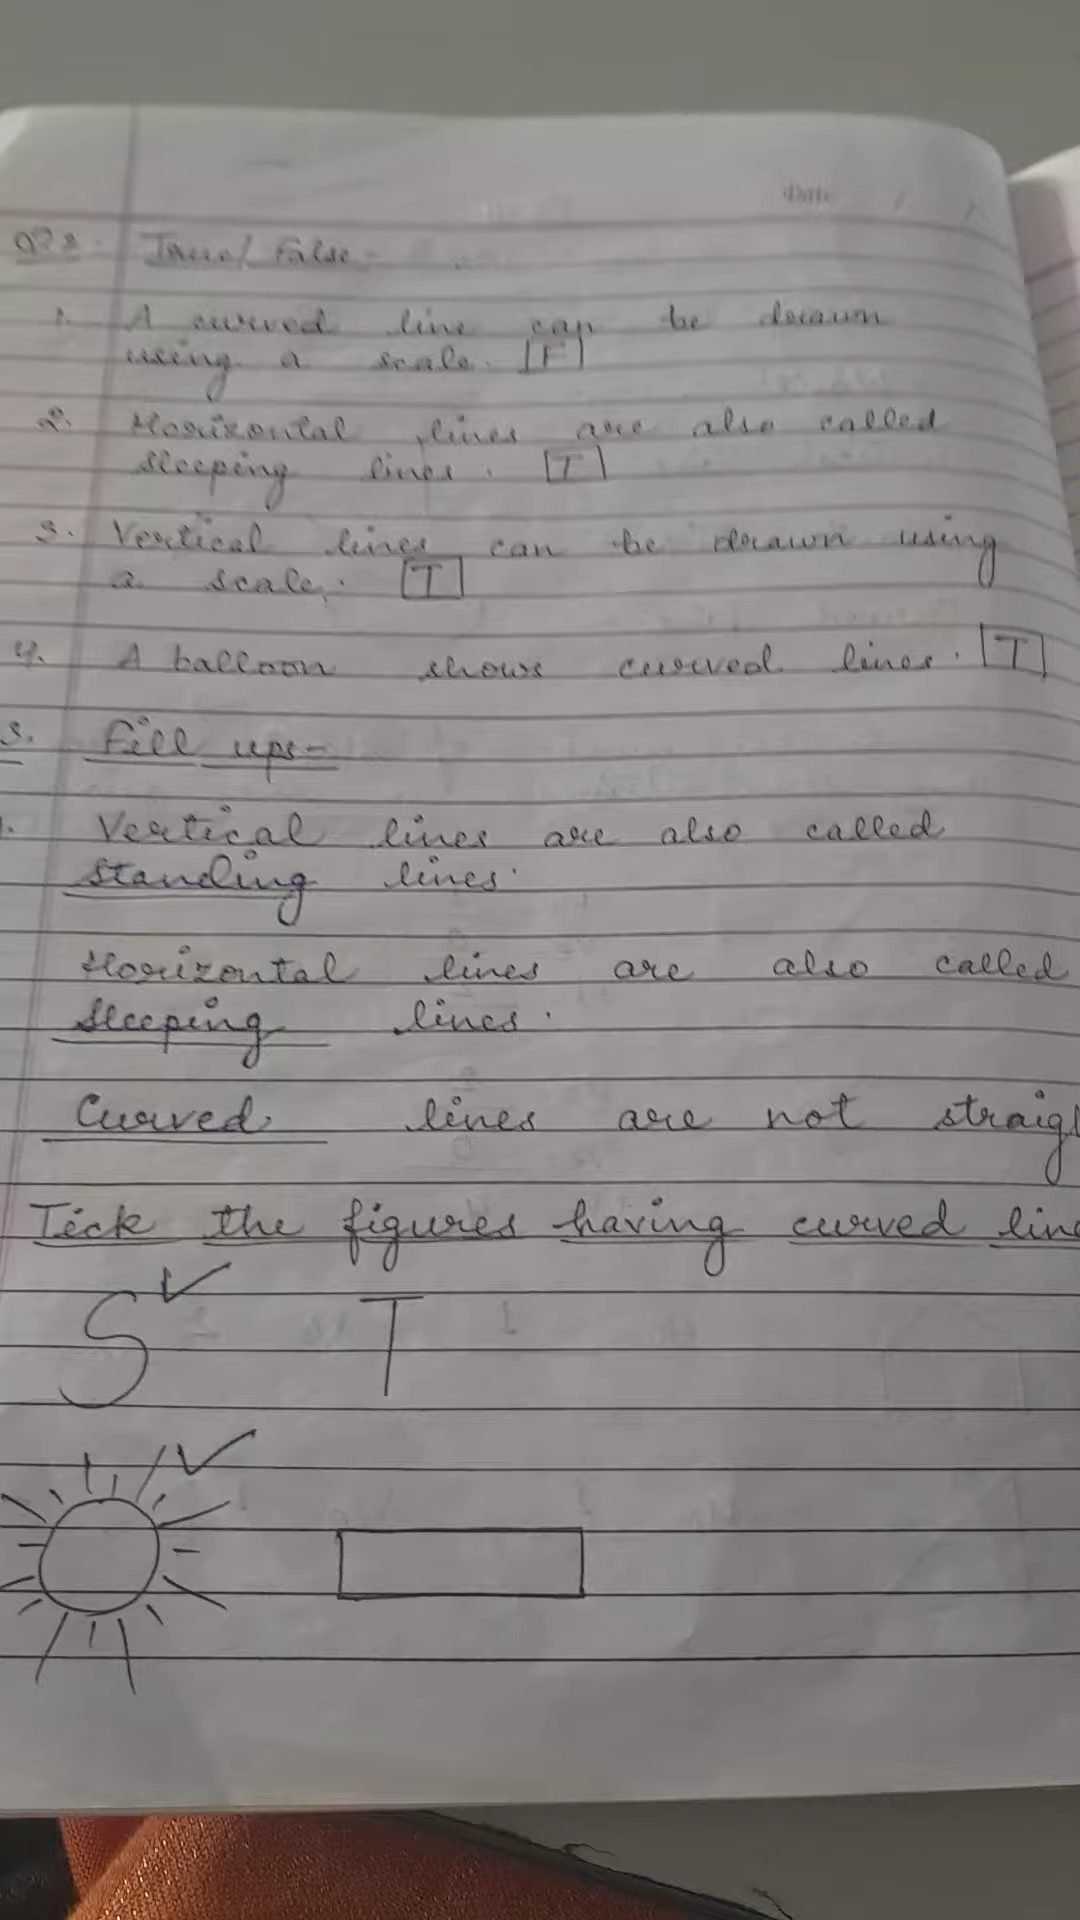 Date / /
Q2. True/False-
1. A curved line can be drawn
using a scale. [F]
2. Horizontal lines are also called
sleeping lines. [T]
3. Vertical lines can be drawn using
a scale. [T]
4. A balloon shows curved lines. [T]
3. Fill ups-
1. Vertical lines are also called
standing lines.
Horizontal lines are also called
sleeping lines.
Curved lines are not straig
Tick the figures having curved line
S ✓ T
✓